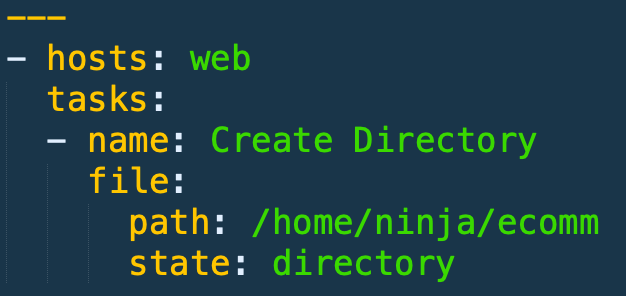 ---
- hosts: web
  tasks:
  - name: Create Directory
    file:
      path: /home/ninja/ecomm
      state: directory